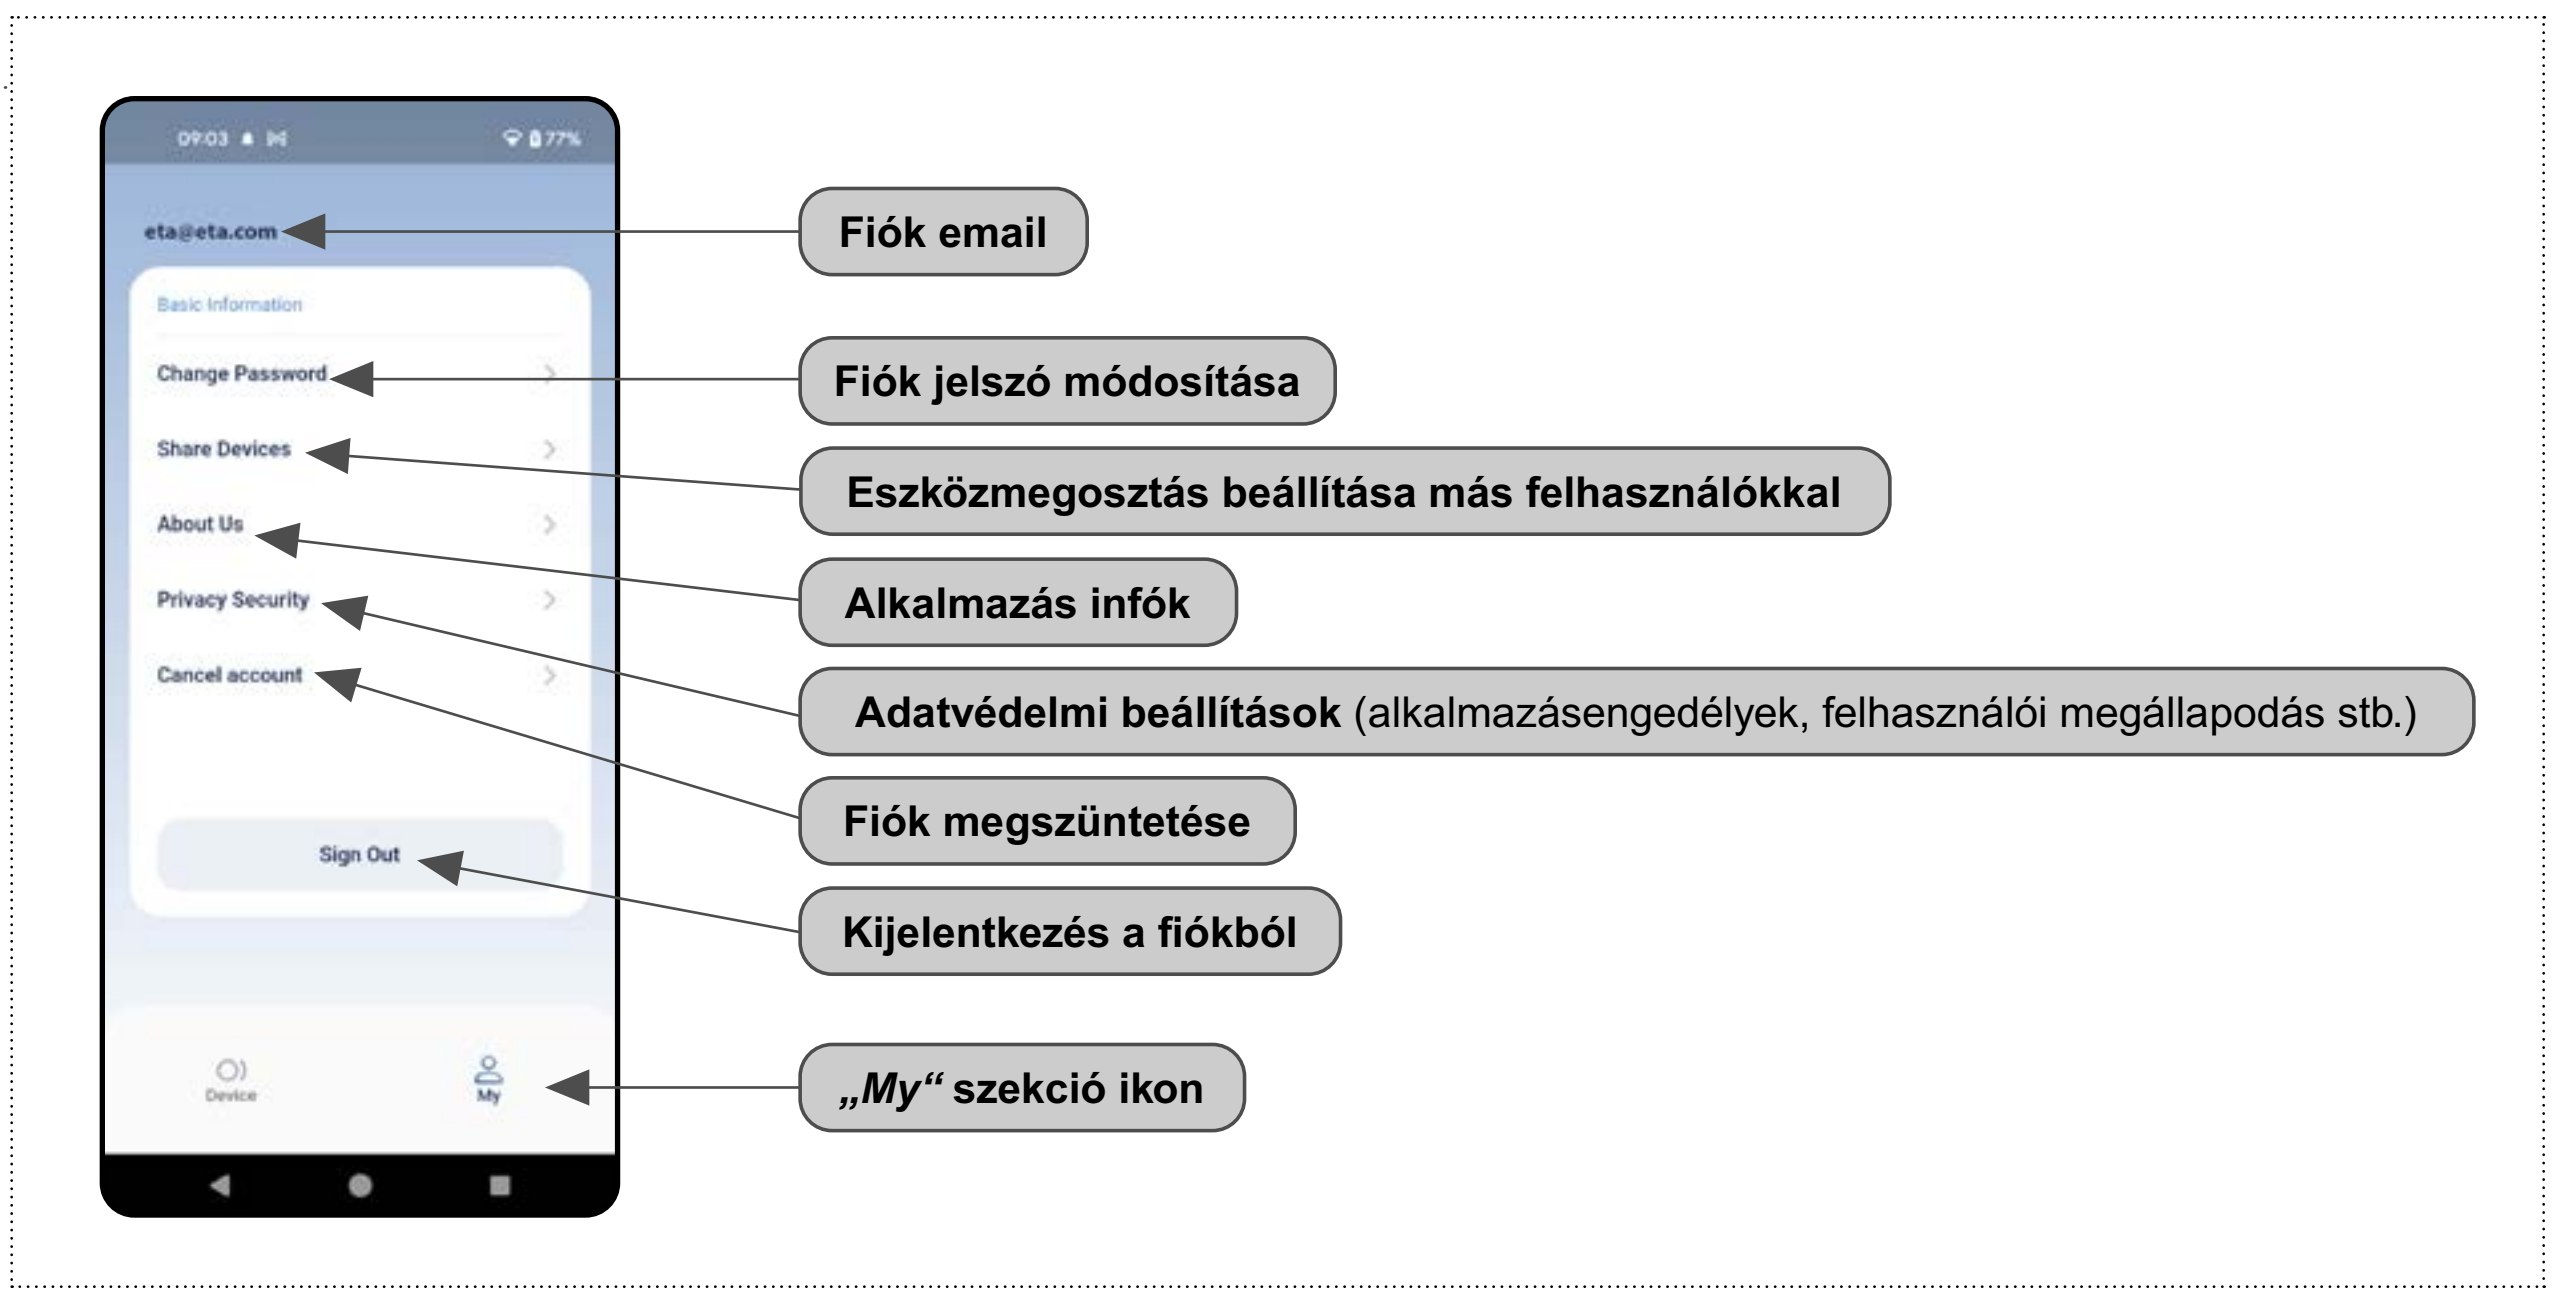 09:03
77%
eta@eta.com
Fiók email
Basic Information
Change Password
Fiók jelszó módosítása
Share Devices
Eszközmegosztás beállítása más felhasználókkal
About Us
Alkalmazás infók
Privacy Security
Adatvédelmi beállítások (alkalmazásengedélyek, felhasználói megállapodás stb.)
Cancel account
Fiók megszüntetése
Sign Out
Kijelentkezés a fiókból
Device
My
„My“ szekció ikon